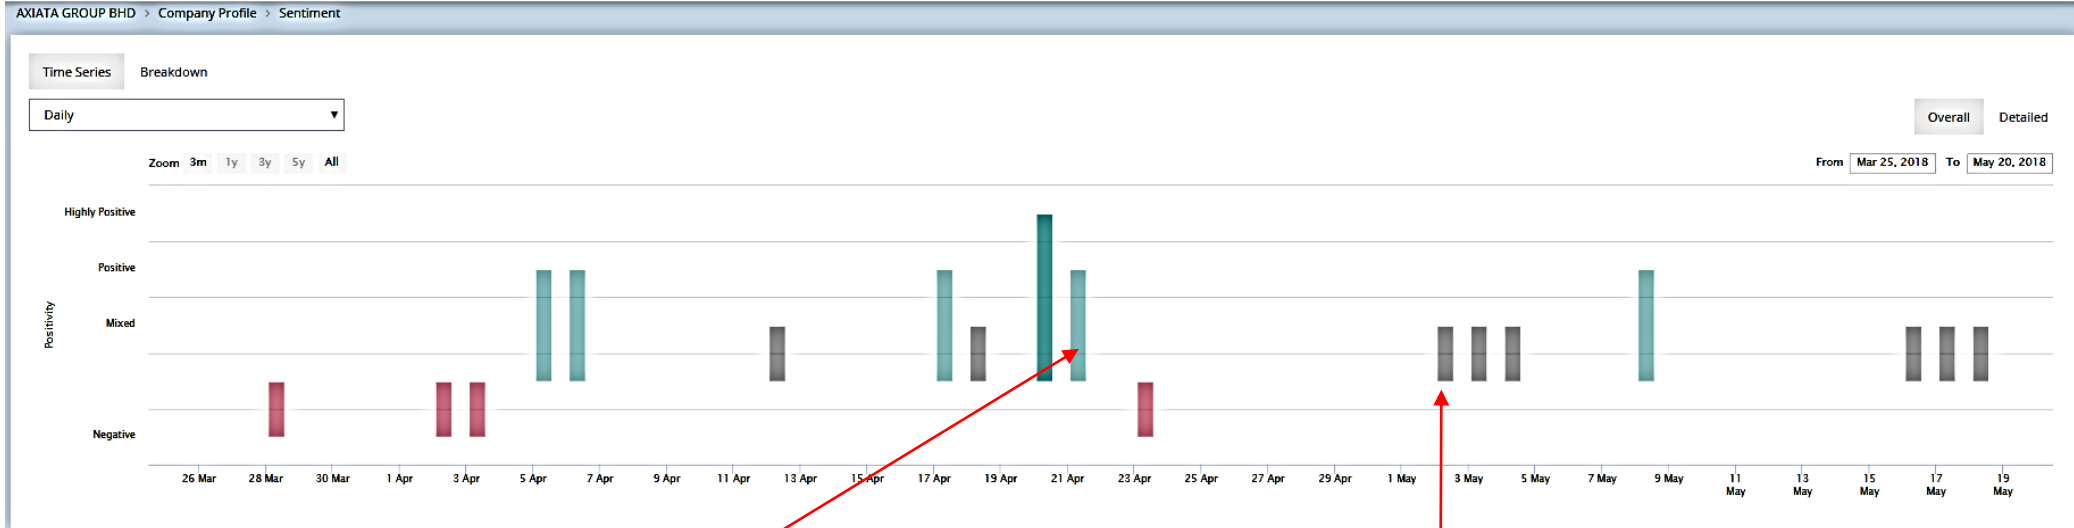 AXIATA GROUP BHD > Company Profile > Sentiment
Time Series Breakdown
Daily ▼
Overall Detailed
Zoom 3m 1y 3y 5y All
From Mar 25, 2018 To May 20, 2018
Highly Positive
Positive
Mixed
Negative
Positivity
26 Mar 28 Mar 30 Mar 1 Apr 3 Apr 5 Apr 7 Apr 9 Apr 11 Apr 13 Apr 15 Apr 17 Apr 19 Apr 21 Apr 23 Apr 25 Apr 27 Apr 29 Apr 1 May 3 May 5 May 7 May 9 May 11 May 13 May 15 May 17 May 19 May